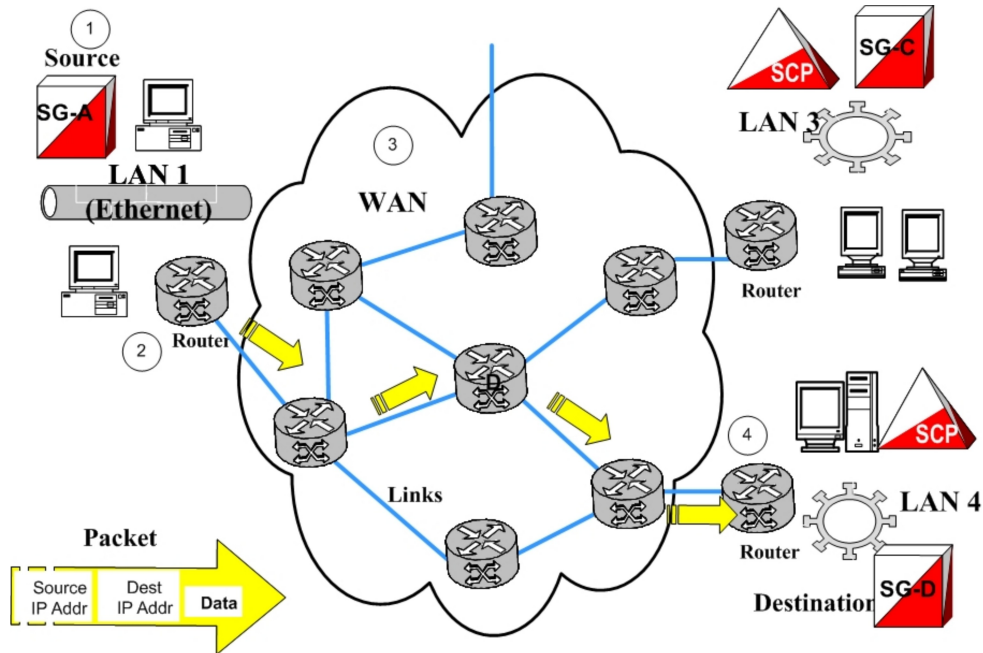 1
Source
SG-A
LAN 1
(Ethernet)
2
Router
3
WAN
D
Links
SCP
SG-C
LAN 3
Router
4
SCP
LAN 4
Router
Destination
SG-D
Packet
Source
IP Addr
Dest
IP Addr
Data